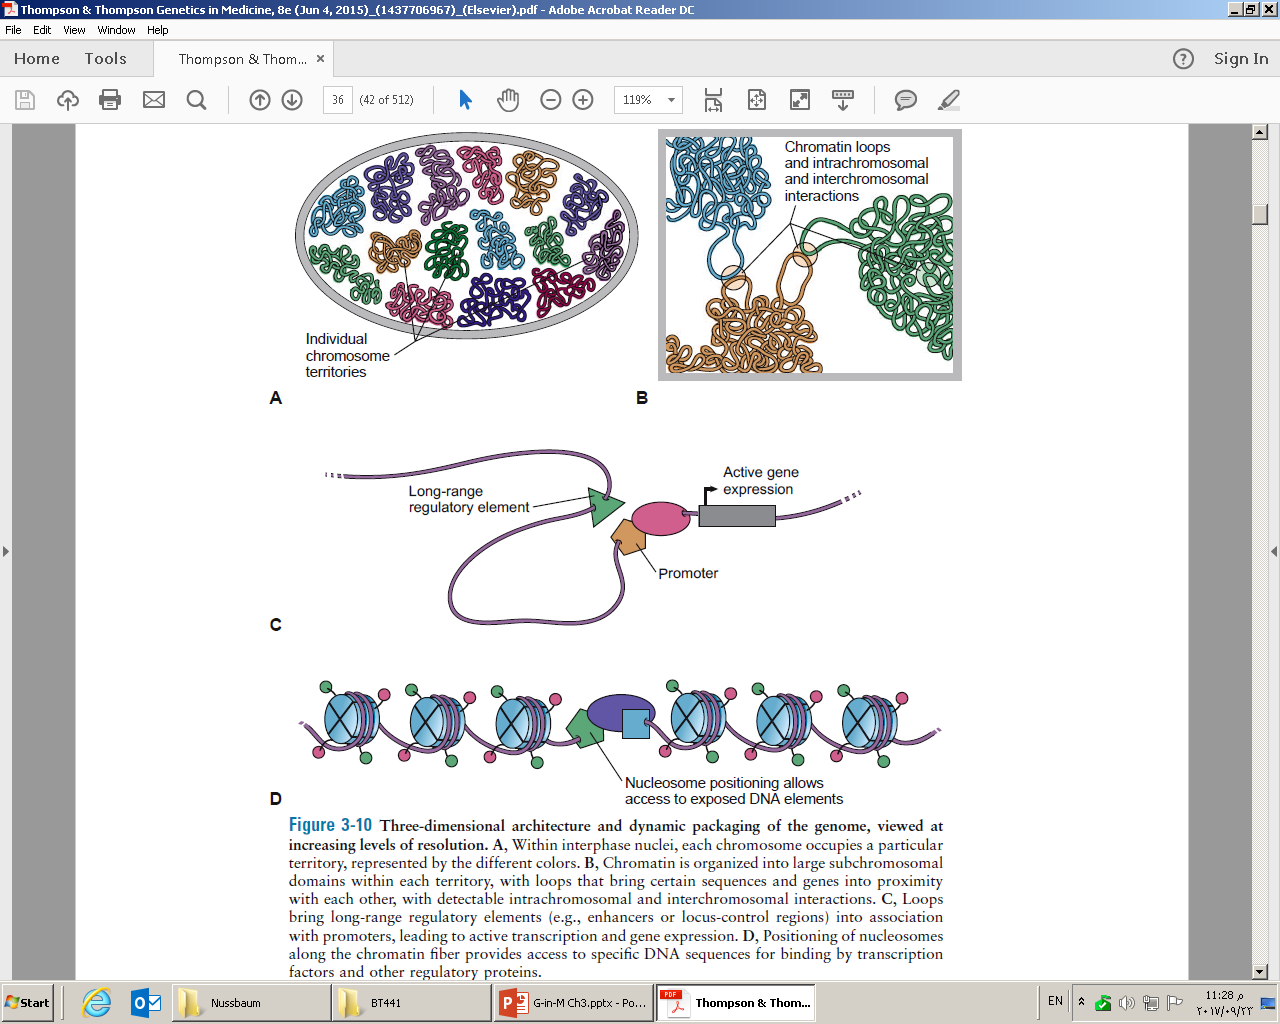 Thompson & Thompson Genetics in Medicine, 8e (Jun 4, 2015)_(1437706967)_(Elsevier).pdf - Adobe Acrobat Reader DC
File Edit View Window Help
Home Tools Thompson & Thom... × ? Sign In
36 (42 of 512) 119%
Individual
chromosome
territories
A
Chromatin loops
and intrachromosomal
and interchromosomal
interactions
B
Long-range
regulatory element
Active gene
expression
Promoter
C
Nucleosome positioning allows
access to exposed DNA elements
D
Figure 3-10 Three-dimensional architecture and dynamic packaging of the genome, viewed at
increasing levels of resolution. A, Within interphase nuclei, each chromosome occupies a particular
territory, represented by the different colors. B, Chromatin is organized into large subchromosomal
domains within each territory, with loops that bring certain sequences and genes into proximity
with each other, with detectable intrachromosomal and interchromosomal interactions. C, Loops
bring long-range regulatory elements (e.g., enhancers or locus-control regions) into association
with promoters, leading to active transcription and gene expression. D, Positioning of nucleosomes
along the chromatin fiber provides access to specific DNA sequences for binding by transcription
factors and other regulatory proteins.
Start Nussbaum BT441 G-in-M Ch3.pptx - Po... PDF Thompson & Thom... EN 11:28 م
٢٠١٧/٠٩/٢٢